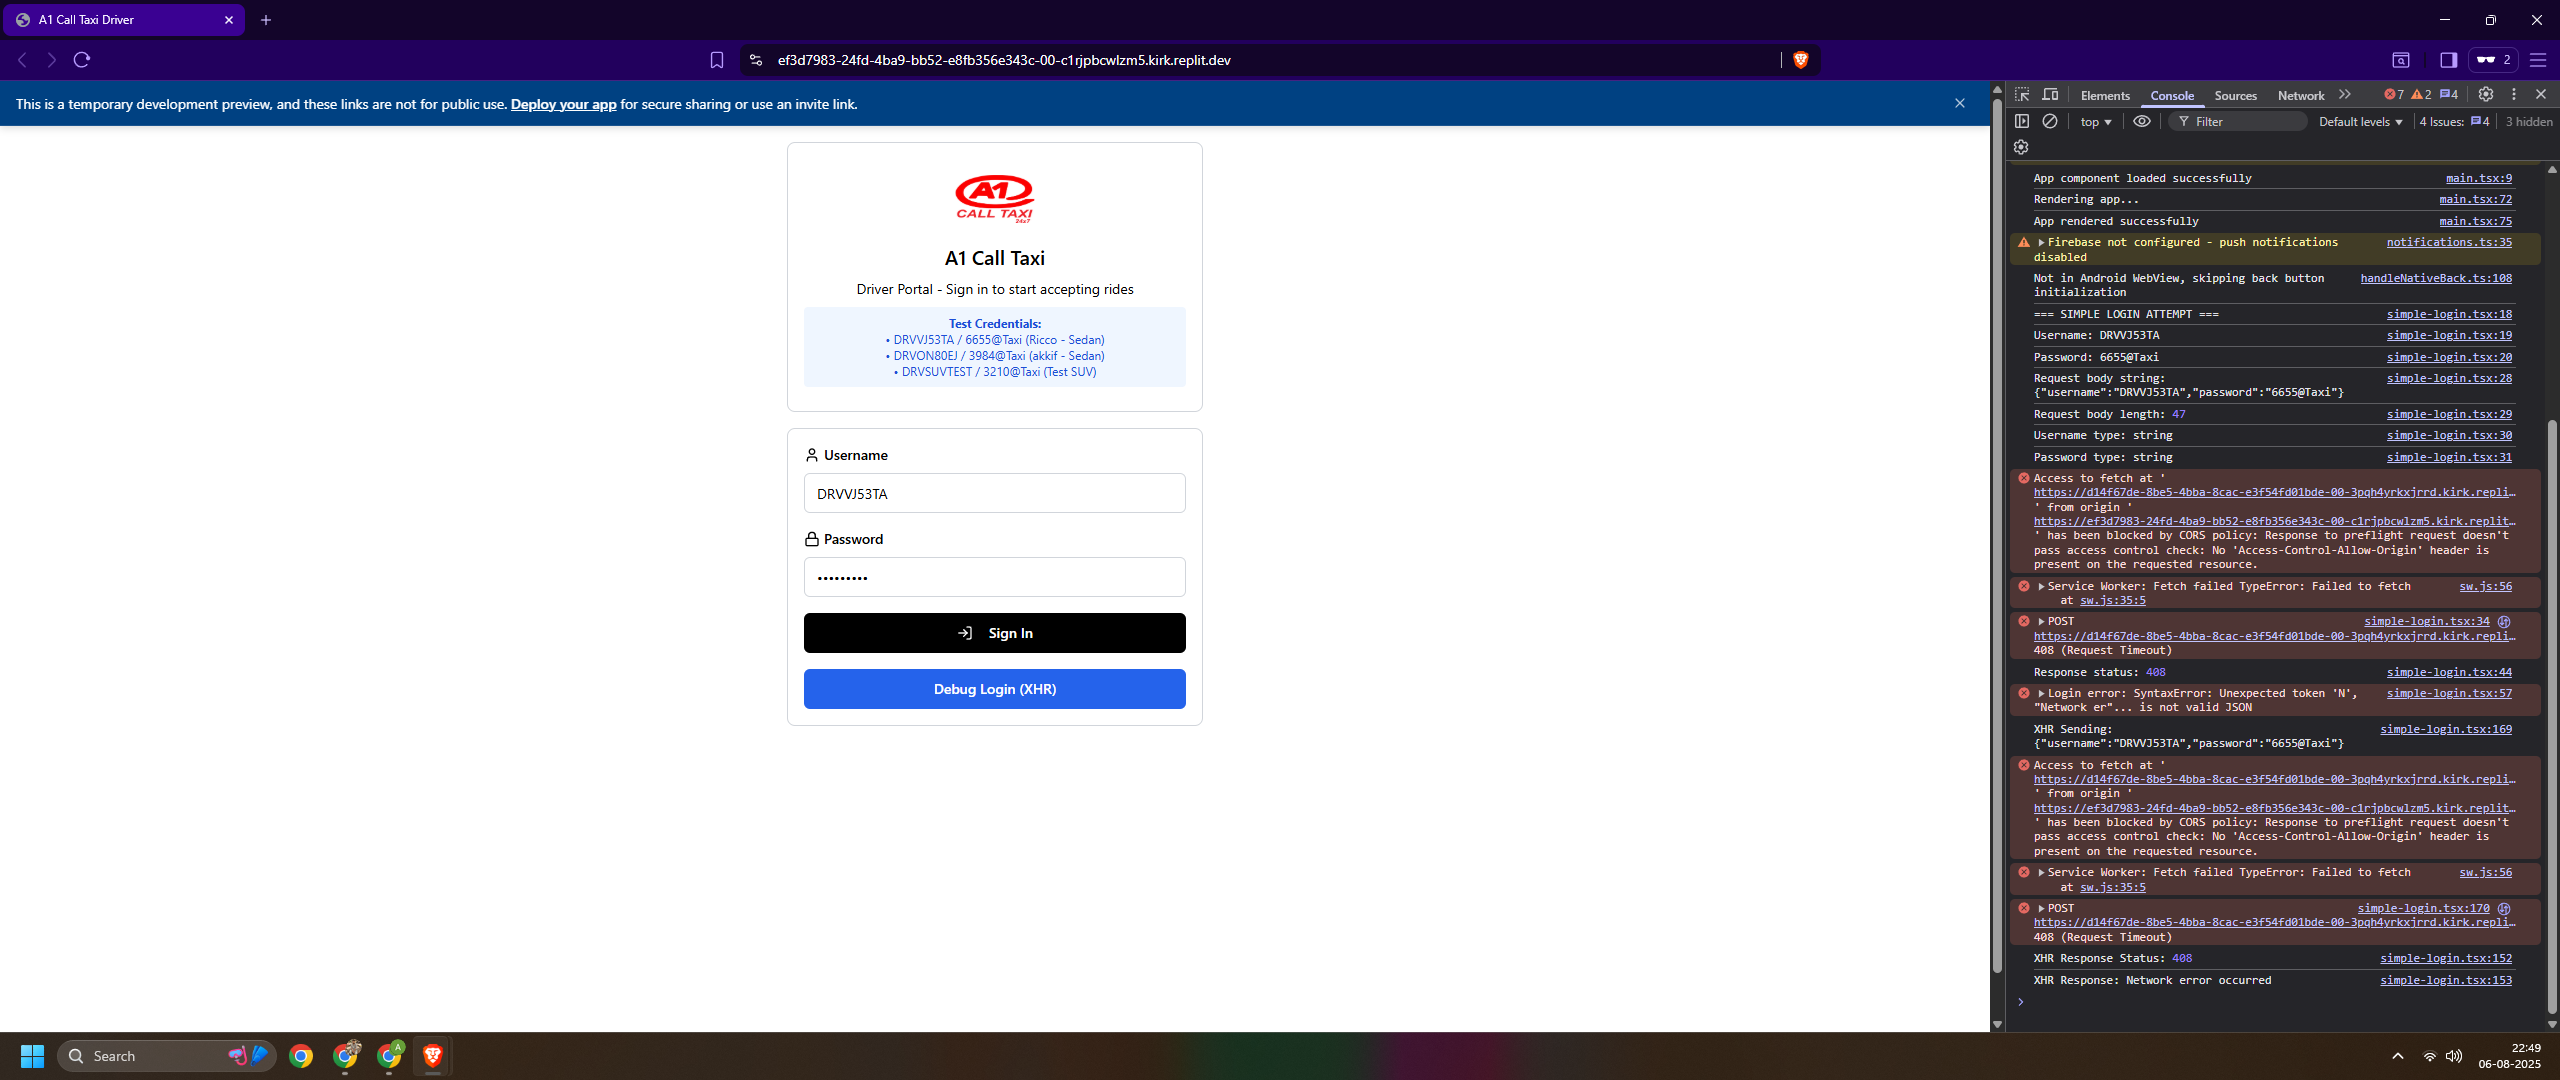 A1 Call Taxi Driver
ef3d7983-24fd-4ba9-bb52-e8fb356e343c-00-c1rjpbcwlzm5.kirk.replit.dev
2
This is a temporary development preview, and these links are not for public use. Deploy your app for secure sharing or use an invite link.
A1
CALL TAXI
24x7
A1 Call Taxi
Driver Portal - Sign in to start accepting rides
Test Credentials:
• DRVVJ53TA / 6655@Taxi (Ricco - Sedan)
• DRVON80EJ / 3984@Taxi (akkif - Sedan)
• DRVSUVTEST / 3210@Taxi (Test SUV)
Username
DRVVJ53TA
Password
•••••••••
Sign In
Debug Login (XHR)
Elements Console Sources Network 7 2 4
top Filter Default levels 4 Issues: 4 3 hidden
App component loaded successfully main.tsx:9
Rendering app... main.tsx:72
App rendered successfully main.tsx:75
Firebase not configured - push notifications notifications.ts:35
disabled
Not in Android WebView, skipping back button handleNativeBack.ts:108
initialization
=== SIMPLE LOGIN ATTEMPT === simple-login.tsx:18
Username: DRVVJ53TA simple-login.tsx:19
Password: 6655@Taxi simple-login.tsx:20
Request body string: simple-login.tsx:28
{"username":"DRVVJ53TA","password":"6655@Taxi"}
Request body length: 47 simple-login.tsx:29
Username type: string simple-login.tsx:30
Password type: string simple-login.tsx:31
Access to fetch at '
https://d14f67de-8be5-4bba-8cac-e3f54fd01bde-00-3pqh4yrkxjrrd.kirk.repli…
' from origin '
https://ef3d7983-24fd-4ba9-bb52-e8fb356e343c-00-c1rjpbcwlzm5.kirk.replit…
' has been blocked by CORS policy: Response to preflight request doesn't
pass access control check: No 'Access-Control-Allow-Origin' header is
present on the requested resource.
Service Worker: Fetch failed TypeError: Failed to fetch sw.js:56
at sw.js:35:5
POST simple-login.tsx:34
https://d14f67de-8be5-4bba-8cac-e3f54fd01bde-00-3pqh4yrkxjrrd.kirk.repli…
408 (Request Timeout)
Response status: 408 simple-login.tsx:44
Login error: SyntaxError: Unexpected token 'N', simple-login.tsx:57
"Network er"... is not valid JSON
XHR Sending: simple-login.tsx:169
{"username":"DRVVJ53TA","password":"6655@Taxi"}
Access to fetch at '
https://d14f67de-8be5-4bba-8cac-e3f54fd01bde-00-3pqh4yrkxjrrd.kirk.repli…
' from origin '
https://ef3d7983-24fd-4ba9-bb52-e8fb356e343c-00-c1rjpbcwlzm5.kirk.replit…
' has been blocked by CORS policy: Response to preflight request doesn't
pass access control check: No 'Access-Control-Allow-Origin' header is
present on the requested resource.
Service Worker: Fetch failed TypeError: Failed to fetch sw.js:56
at sw.js:35:5
POST simple-login.tsx:170
https://d14f67de-8be5-4bba-8cac-e3f54fd01bde-00-3pqh4yrkxjrrd.kirk.repli…
408 (Request Timeout)
XHR Response Status: 408 simple-login.tsx:152
XHR Response: Network error occurred simple-login.tsx:153
Search
A
22:49
06-08-2025